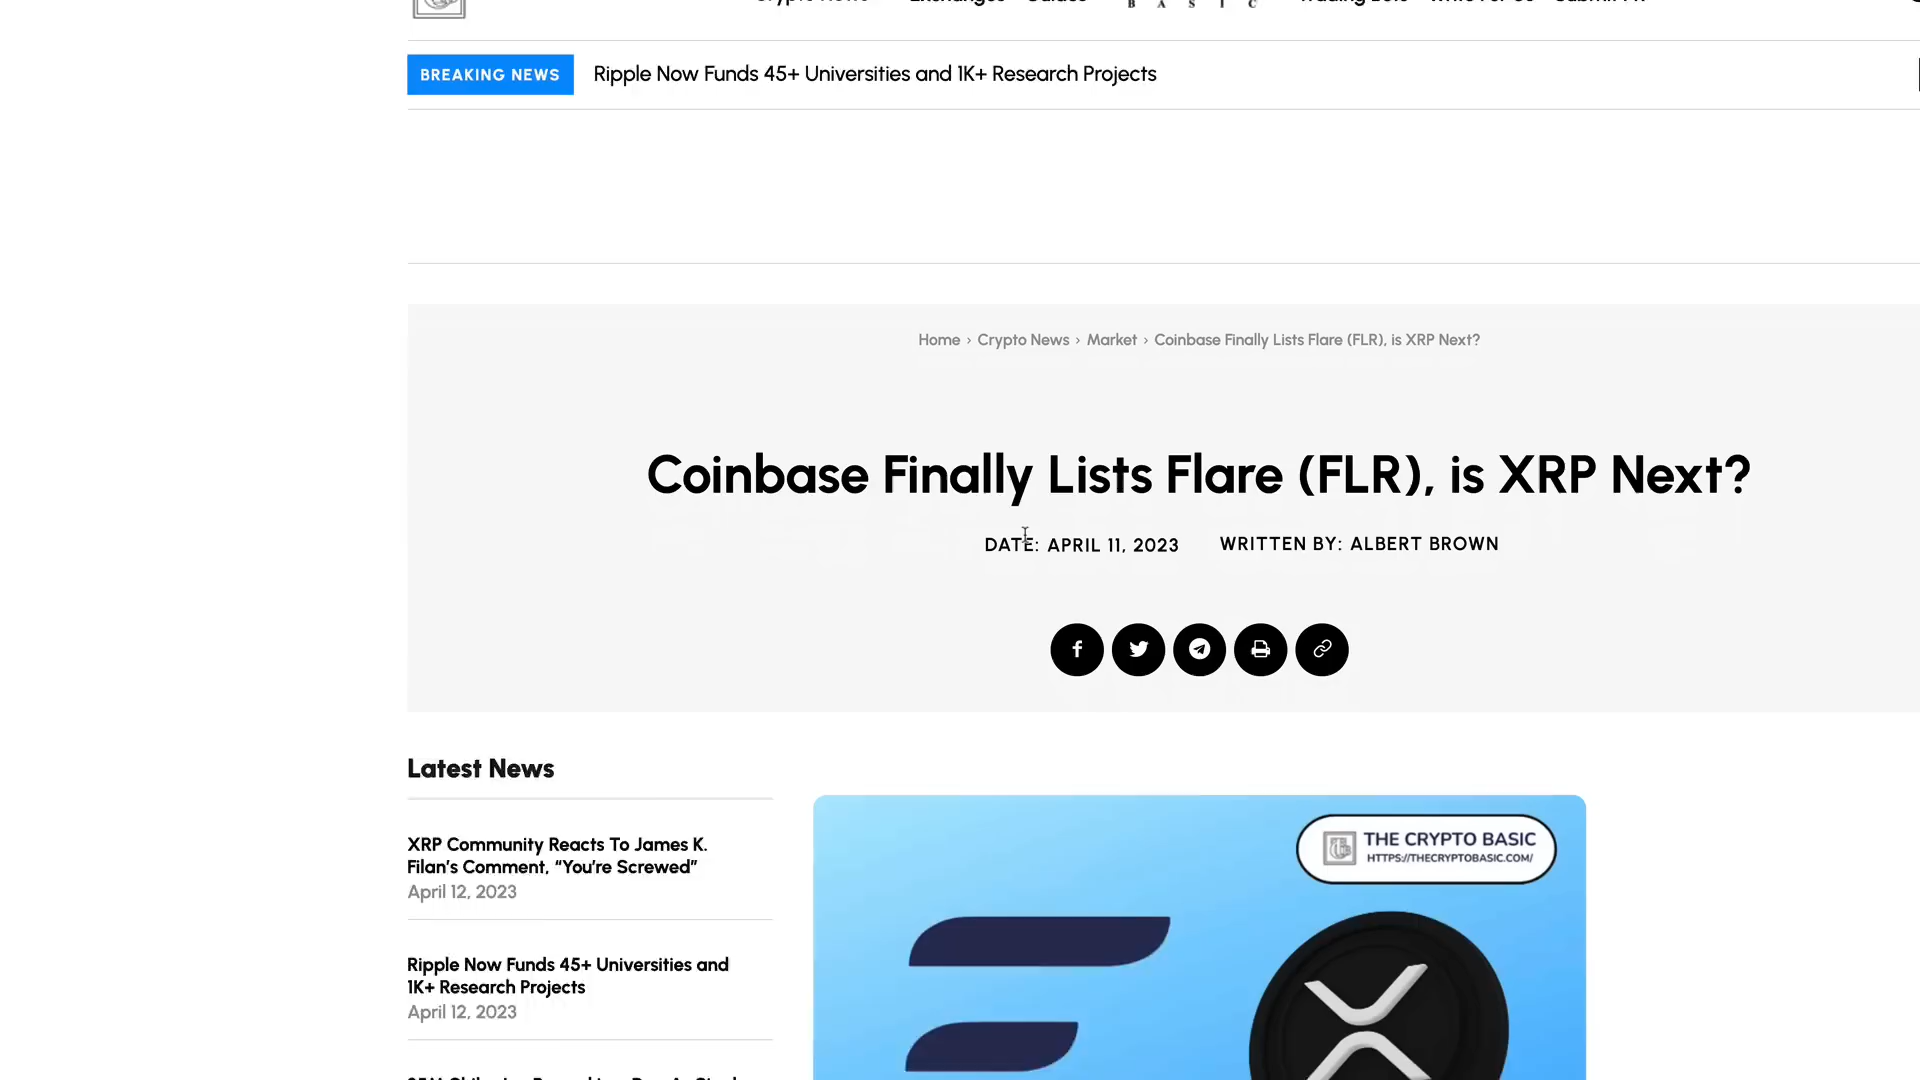 BASIC
BREAKING NEWS
Ripple Now Funds 45+ Universities and 1K+ Research Projects
Home › Crypto News › Market › Coinbase Finally Lists Flare (FLR), is XRP Next?
Coinbase Finally Lists Flare (FLR), is XRP Next?
DATE: APRIL 11, 2023 WRITTEN BY: ALBERT BROWN
Latest News
XRP Community Reacts To James K.
Filan's Comment, “You're Screwed”
April 12, 2023
Ripple Now Funds 45+ Universities and
1K+ Research Projects
April 12, 2023
THE CRYPTO BASIC
HTTPS://THECRYPTOBASIC.COM/